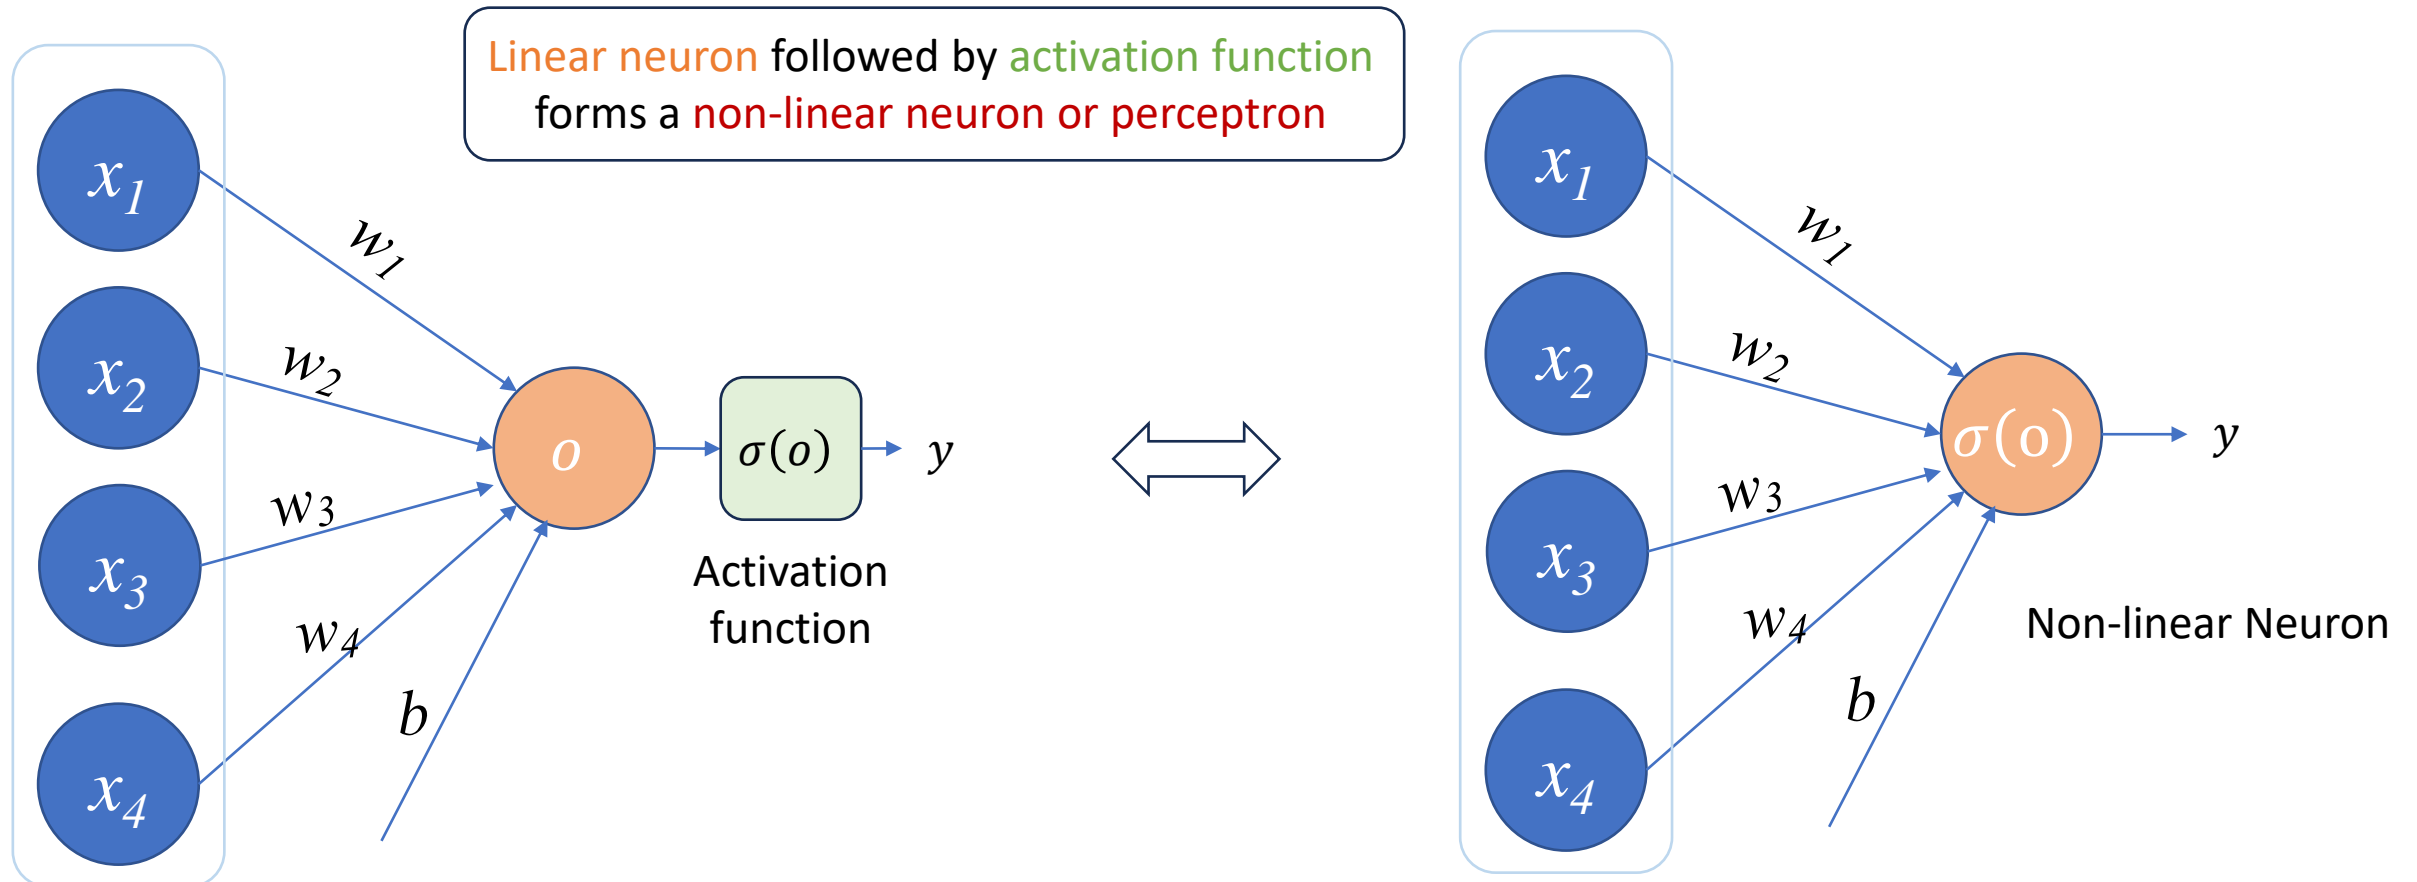 Linear neuron followed by activation function
forms a non-linear neuron or perceptron
x1
x2
x3
x4
w1
w2
w3
w4
b
o
σ(o)
y
Activation
function
x1
x2
x3
x4
w1
w2
w3
w4
b
σ(o)
y
Non-linear Neuron